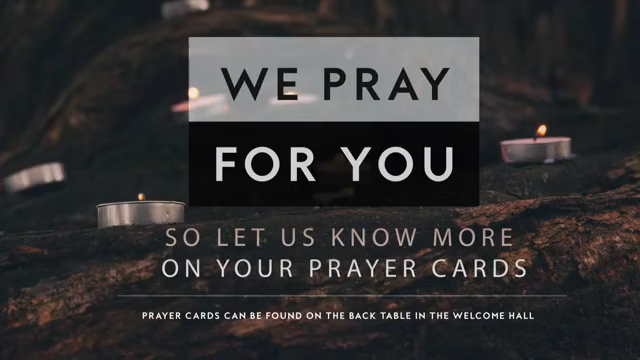 WE PRAY
FOR YOU
SO LET US KNOW MORE
ON YOUR PRAYER CARDS
PRAYER CARDS CAN BE FOUND ON THE BACK TABLE IN THE WELCOME HALL